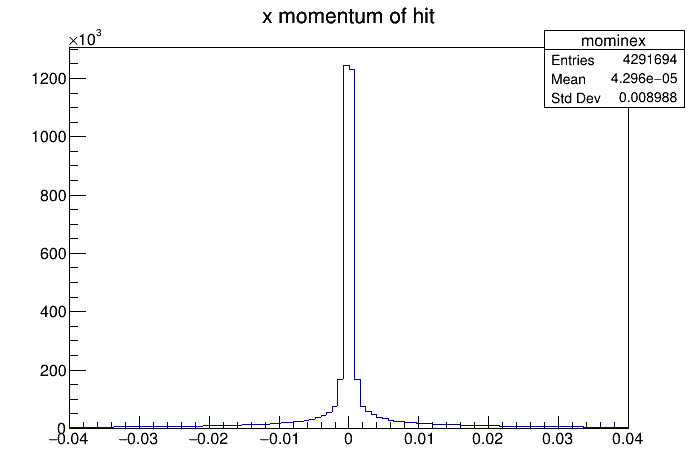 x momentum of hit
×10³
mominex
Entries 4291694
Mean 4.296e−05
Std Dev 0.008988
1200
1000
800
600
400
200
0
−0.04 −0.03 −0.02 −0.01 0 0.01 0.02 0.03 0.04